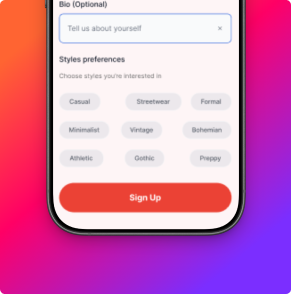 Bio (Optional)
Tell us about yourself ×
Styles preferences
Choose styles you're interested in
Casual Streetwear Formal
Minimalist Vintage Bohemian
Athletic Gothic Preppy
Sign Up